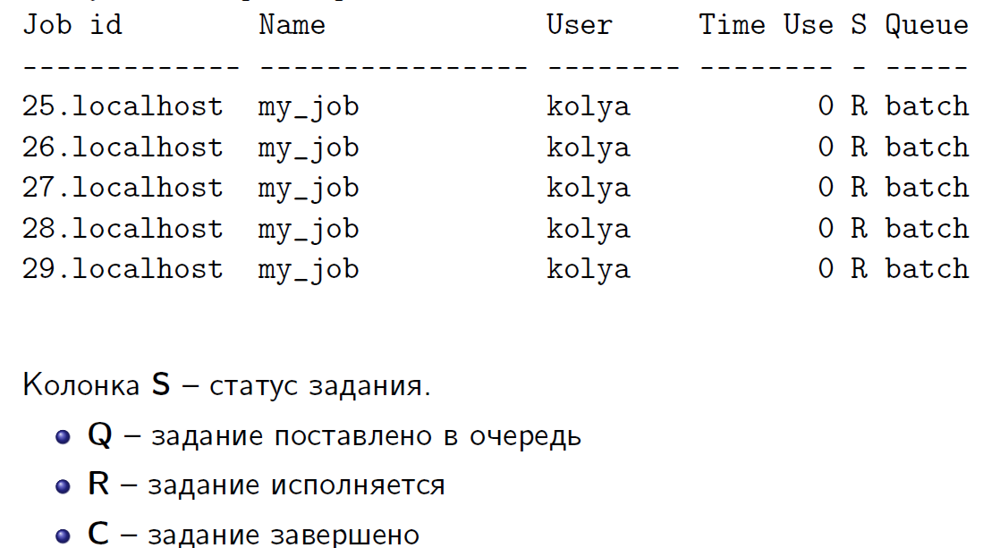 Job id Name User Time Use S Queue
------------- ---------------- -------- -------- - -----
25.localhost my_job kolya 0 R batch
26.localhost my_job kolya 0 R batch
27.localhost my_job kolya 0 R batch
28.localhost my_job kolya 0 R batch
29.localhost my_job kolya 0 R batch
Колонка S – статус задания.
Q – задание поставлено в очередь
R – задание исполняется
C – задание завершено